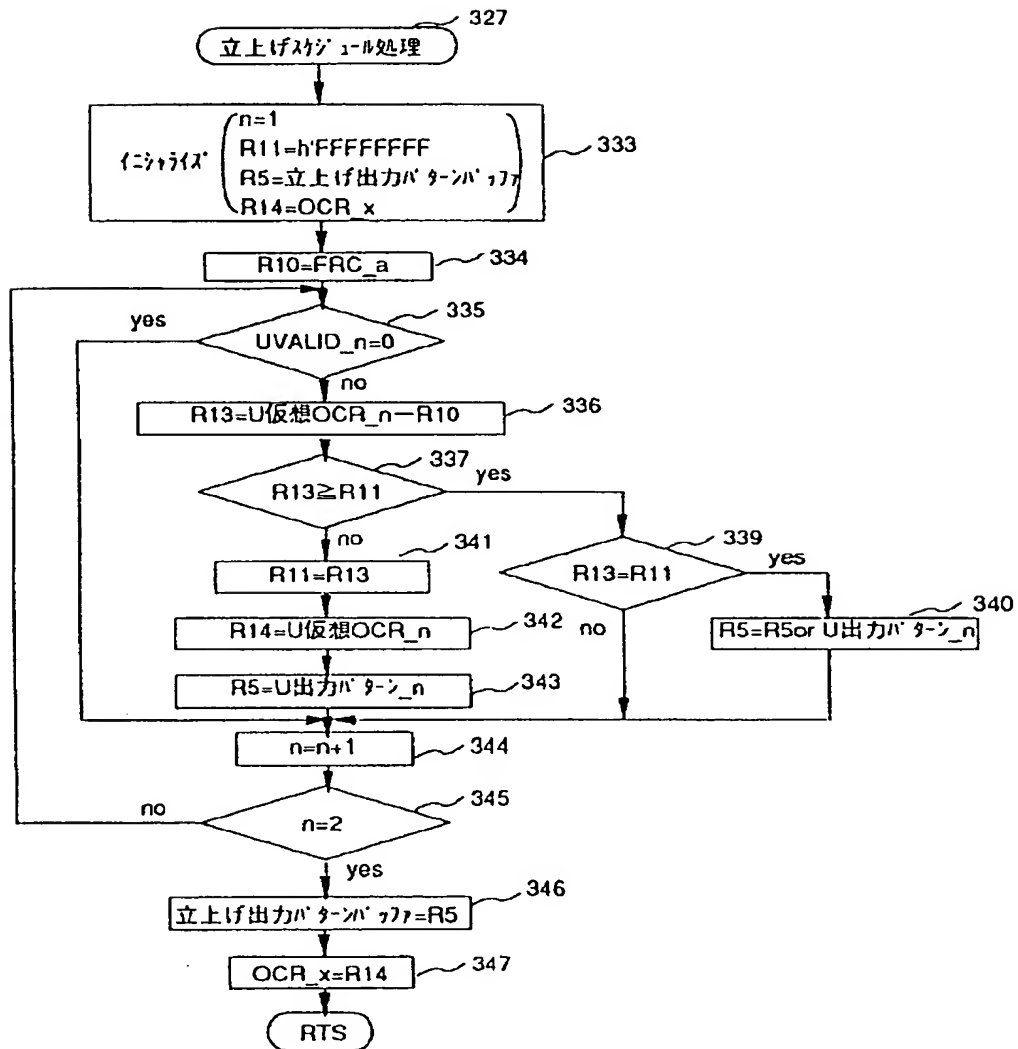 327
立上げスケジュール処理
n=1
R11=h'FFFFFFFF
イニシャライズ
333
R5=立上げ出力パターンバッファ
R14=OCR_x
R10=FRC_a
334
335
yes
UVALID_n=0
no
R13=U仮想OCR_n-R10
336
337
yes
R13≧R11
no
341
339
R11=R13
R13=R11
yes
340
R14=U仮想OCR_n
342
no
R5=R5or U出力パターン_n
R5=U出力パターン_n
343
n=n+1
344
no
345
n=2
yes
346
立上げ出力パターンバッファ=R5
OCR_x=R14
347
RTS